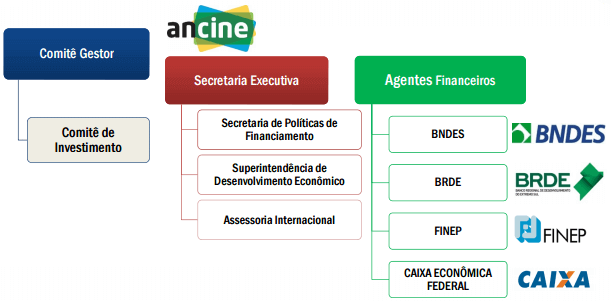 ancine
Comitê Gestor
Comitê de
Investimento
Secretaria Executiva
Secretaria de Políticas de
Financiamento
Superintendência de
Desenvolvimento Econômico
Assessoria Internacional
Agentes Financeiros
BNDES
BNDES
BRDE
BRDE
BANCO REGIONAL DE DESENVOLVIMENTO
DO EXTREMO SUL
FINEP
FINEP
CAIXA ECONÔMICA
FEDERAL
CAIXA